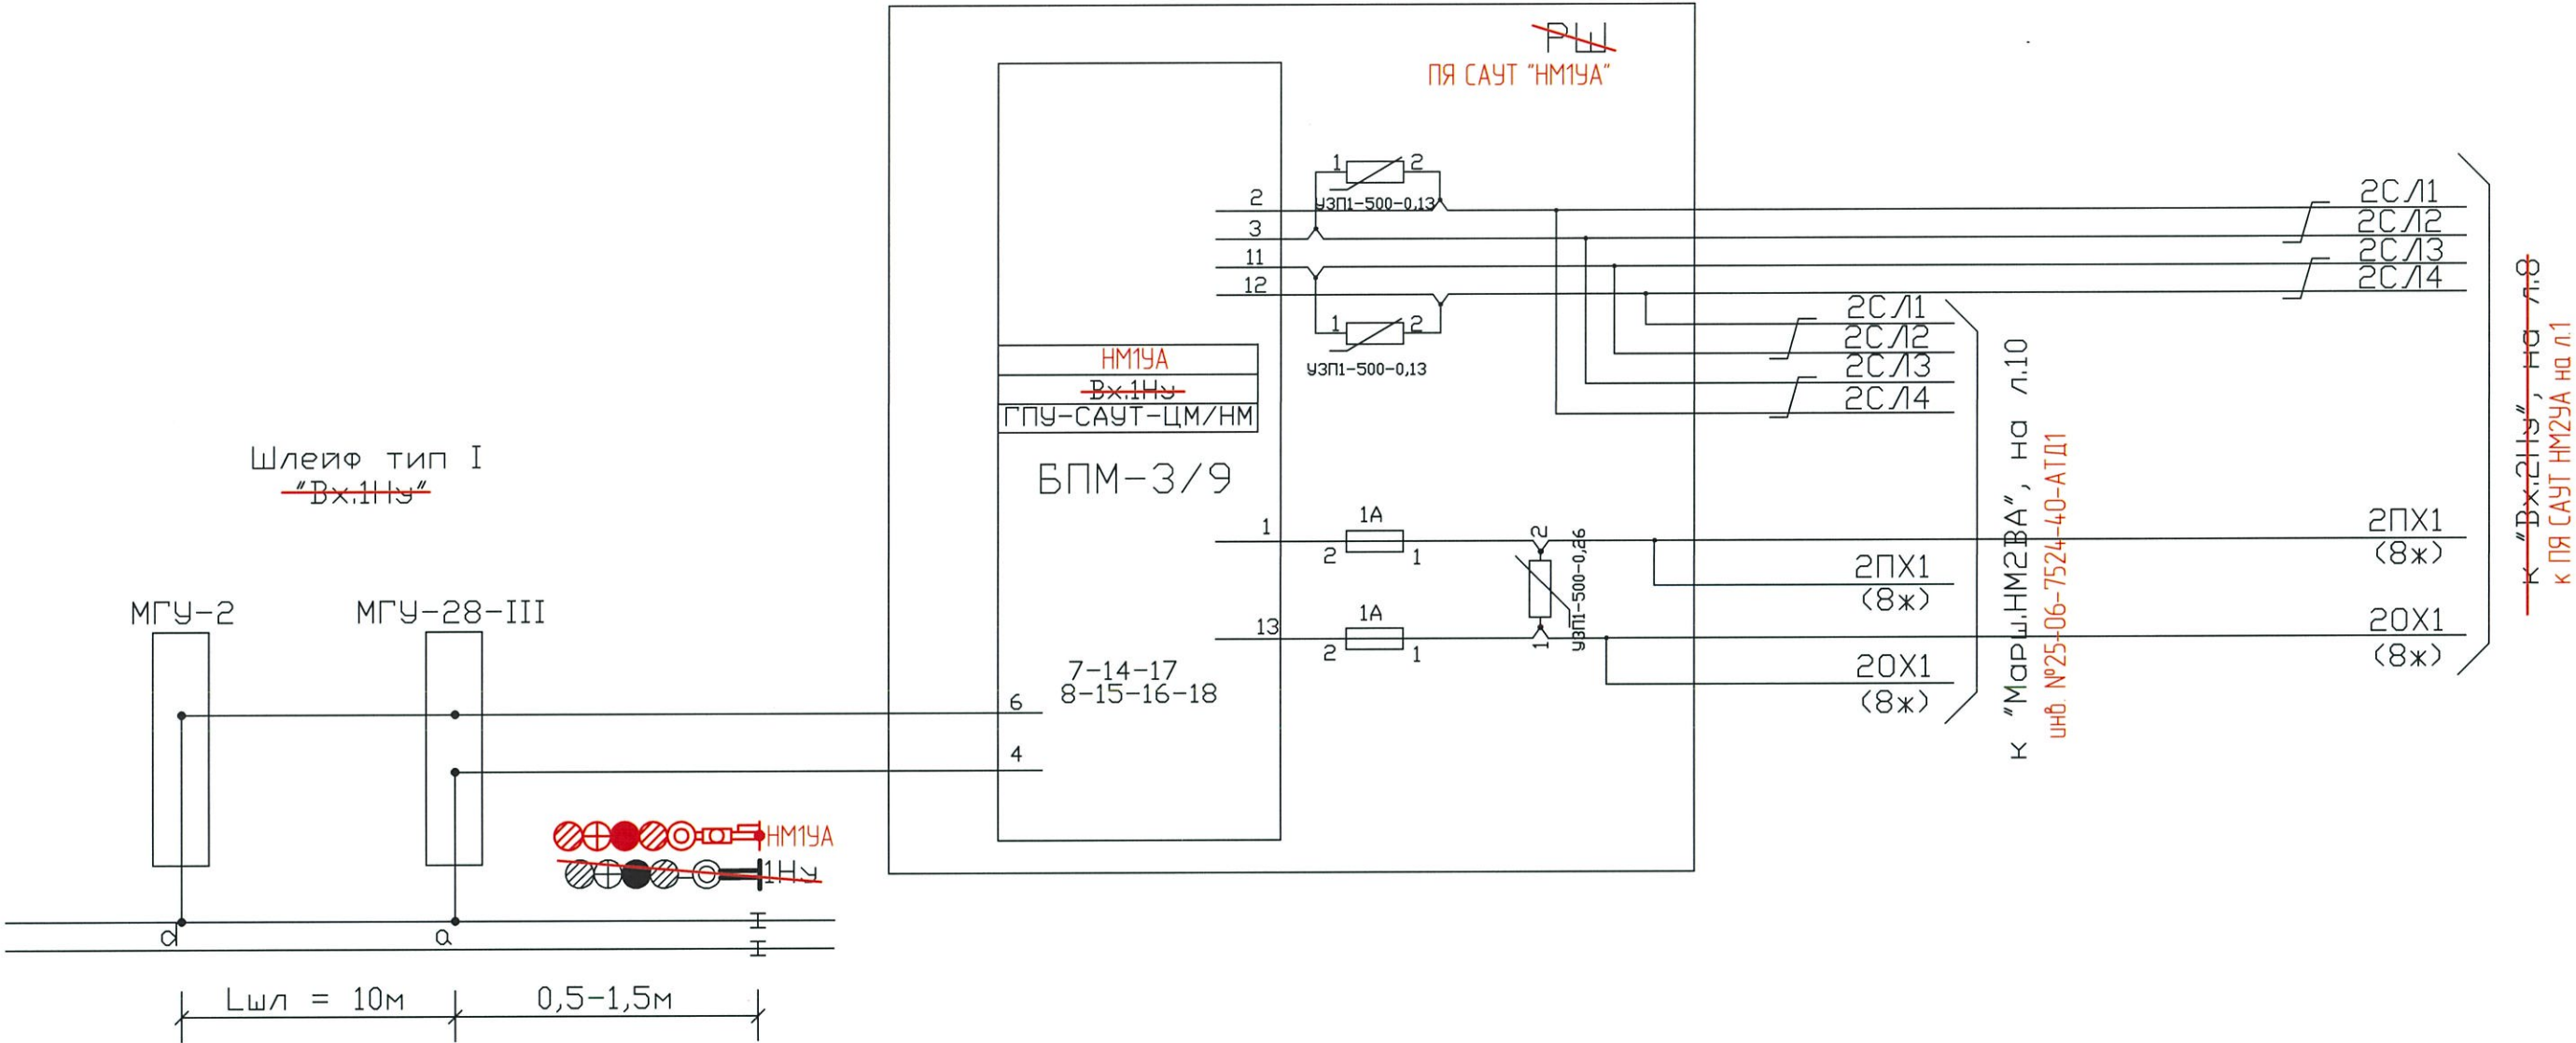 РШ
ПЯ САУТ "НМ1УА"
1 2
УЗП1-500-0,13
2
3
11
12
1 2
УЗП1-500-0,13
2СЛ1
2СЛ2
2СЛ3
2СЛ4
2СЛ1
2СЛ2
2СЛ3
2СЛ4
НМ1УА
Вх.1Ну
ГПУ-САУТ-ЦМ/НМ
БПМ-3/9
Шлейф тип I
"Вх.1Ну"
1
1А
2 1
2
УЗП1-500-0,26
1
13
1А
2 1
2ПХ1
(8ж)
2ОХ1
(8ж)
2ПХ1
(8ж)
2ОХ1
(8ж)
к "Марш.НМ2ВА", на л.10
инв. №25-06-7524-40-АТД1
к "Вх.2Ну", на л.8
к ПЯ САУТ НМ2УА на л.1
МГУ-2
МГУ-28-III
7-14-17
8-15-16-18
6
4
НМ1УА
1Ну
d
a
Lшл = 10м
0,5-1,5м